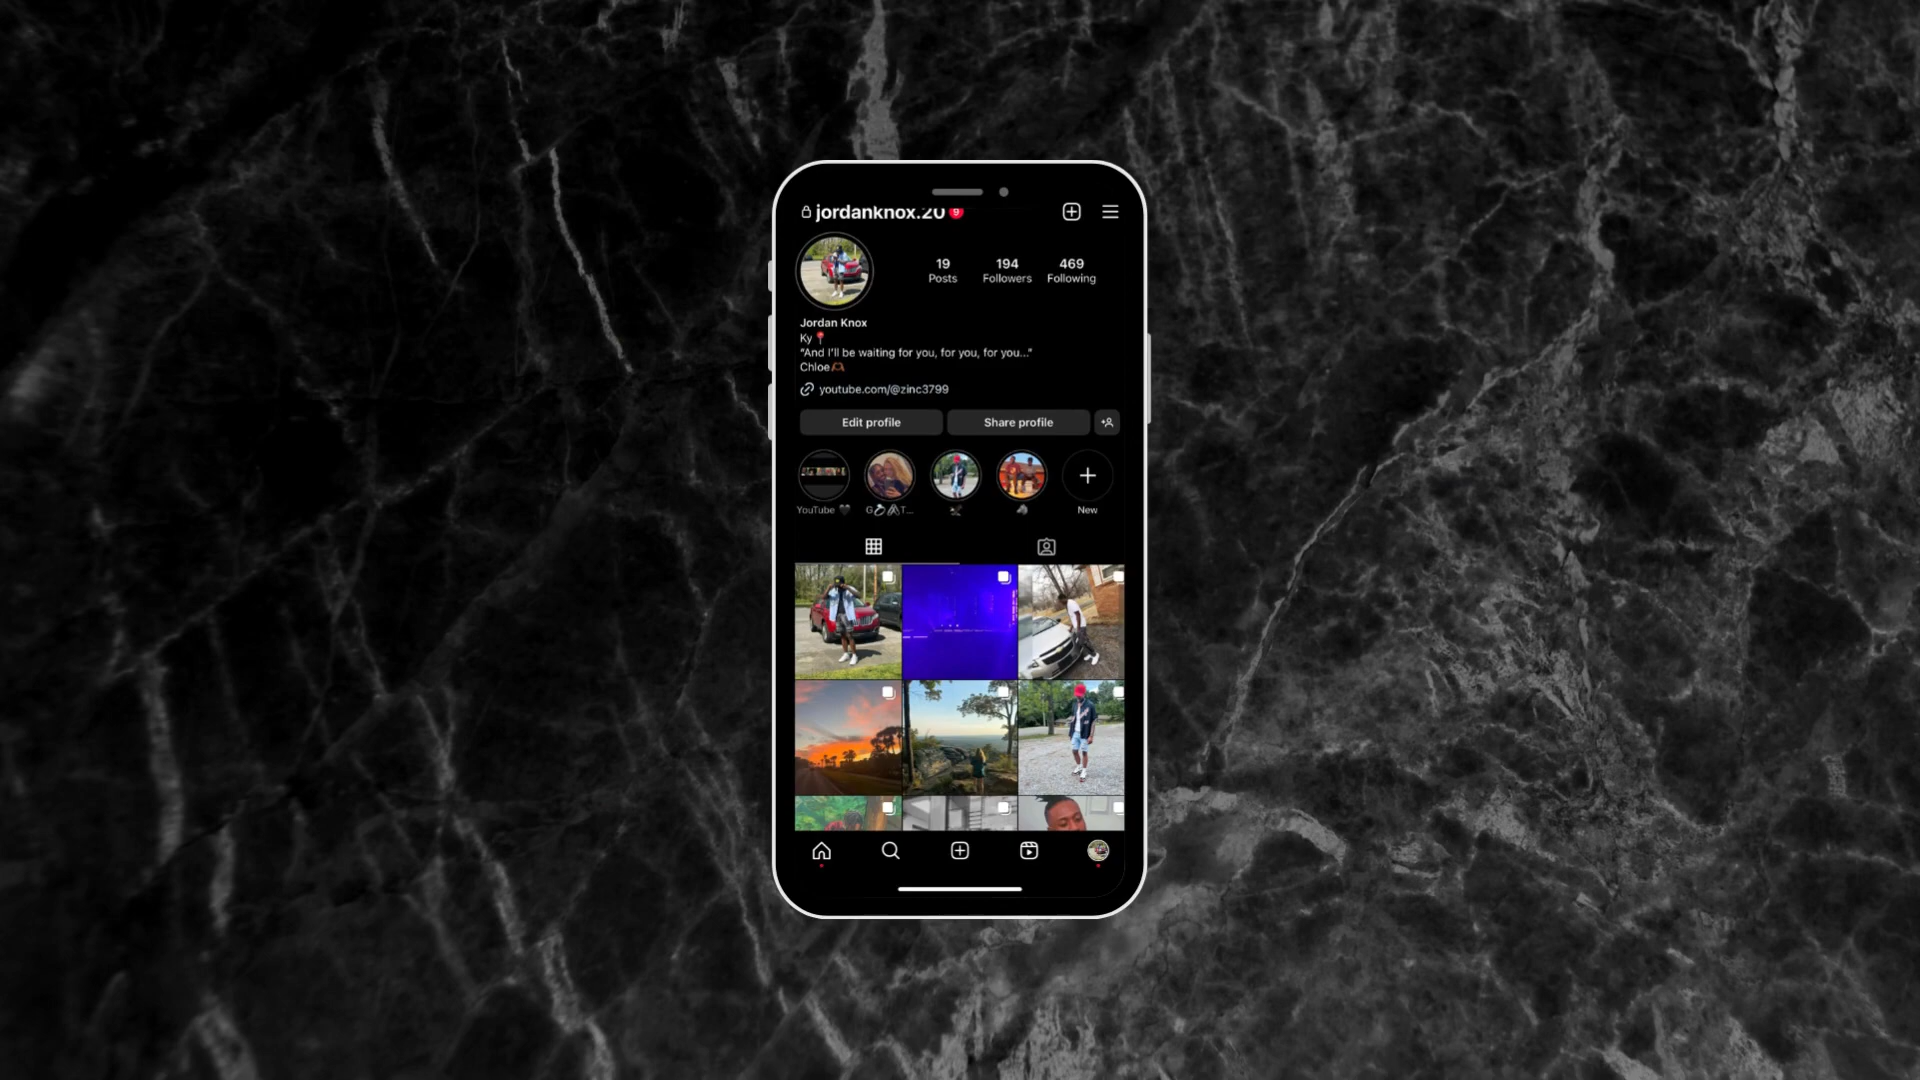 jordanknox.20 9
19 194 469
Posts Followers Following
Jordan Knox
Ky📍
"And I'll be waiting for you, for you, for you..."
Chloe🫶🏾
youtube.com/@zinc3799
Edit profile Share profile
YouTube 🖤 New